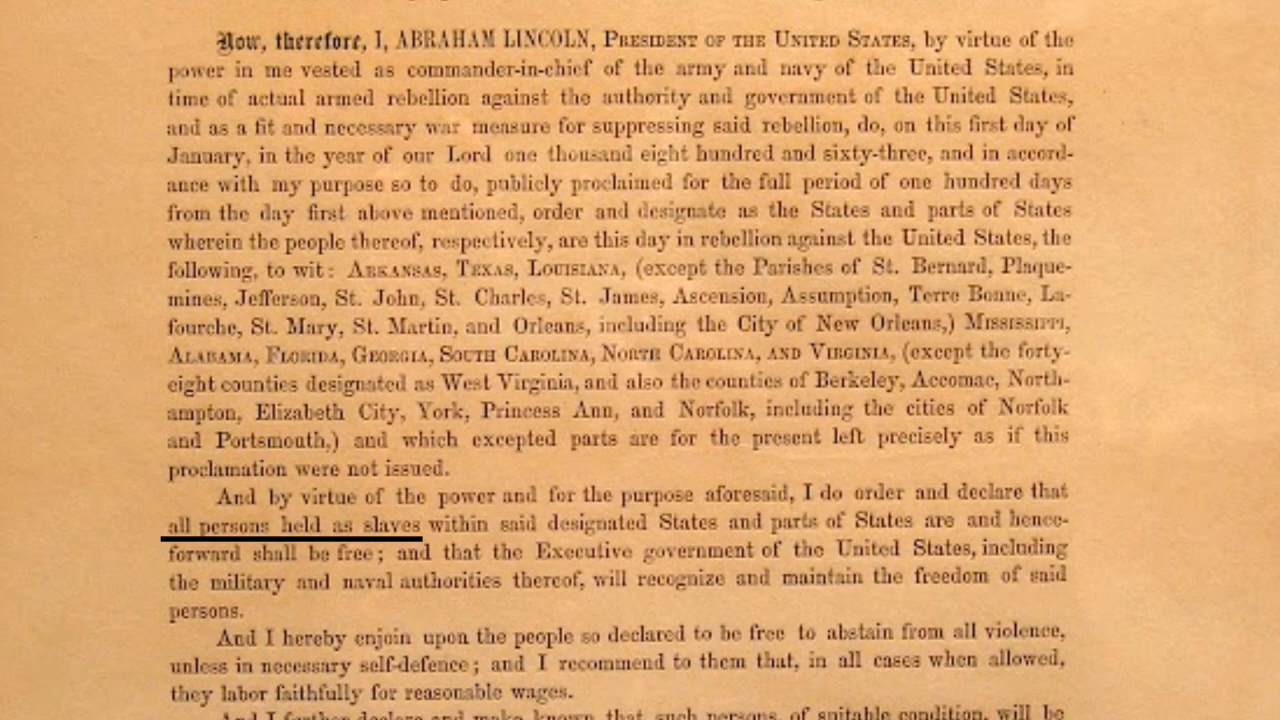 Now, therefore, I, ABRAHAM LINCOLN, PRESIDENT OF THE UNITED STATES, by virtue of the
power in me vested as commander-in-chief of the army and navy of the United States, in
time of actual armed rebellion against the authority and government of the United States,
and as a fit and necessary war measure for suppressing said rebellion, do, on this first day of
January, in the year of our Lord one thousand eight hundred and sixty-three, and in accord-
ance with my purpose so to do, publicly proclaimed for the full period of one hundred days
from the day first above mentioned, order and designate as the States and parts of States
wherein the people thereof, respectively, are this day in rebellion against the United States, the
following, to wit: ARKANSAS, TEXAS, LOUISIANA, (except the Parishes of St. Bernard, Plaque-
mines, Jefferson, St. John, St. Charles, St. James, Ascension, Assumption, Terre Bonne, La-
fourche, St. Mary, St. Martin, and Orleans, including the City of New Orleans,) MISSISSIPPI,
ALABAMA, FLORIDA, GEORGIA, SOUTH CAROLINA, NORTH CAROLINA, AND VIRGINIA, (except the forty-
eight counties designated as West Virginia, and also the counties of Berkeley, Accomac, North-
ampton, Elizabeth City, York, Princess Ann, and Norfolk, including the cities of Norfolk
and Portsmouth,) and which excepted parts are for the present left precisely as if this
proclamation were not issued.
And by virtue of the power and for the purpose aforesaid, I do order and declare that
all persons held as slaves within said designated States and parts of States are and hence-
forward shall be free; and that the Executive government of the United States, including
the military and naval authorities thereof, will recognize and maintain the freedom of said
persons.
And I hereby enjoin upon the people so declared to be free to abstain from all violence,
unless in necessary self-defence; and I recommend to them that, in all cases when allowed,
they labor faithfully for reasonable wages.
And I further declare and make known that such persons, of suitable condition, will be